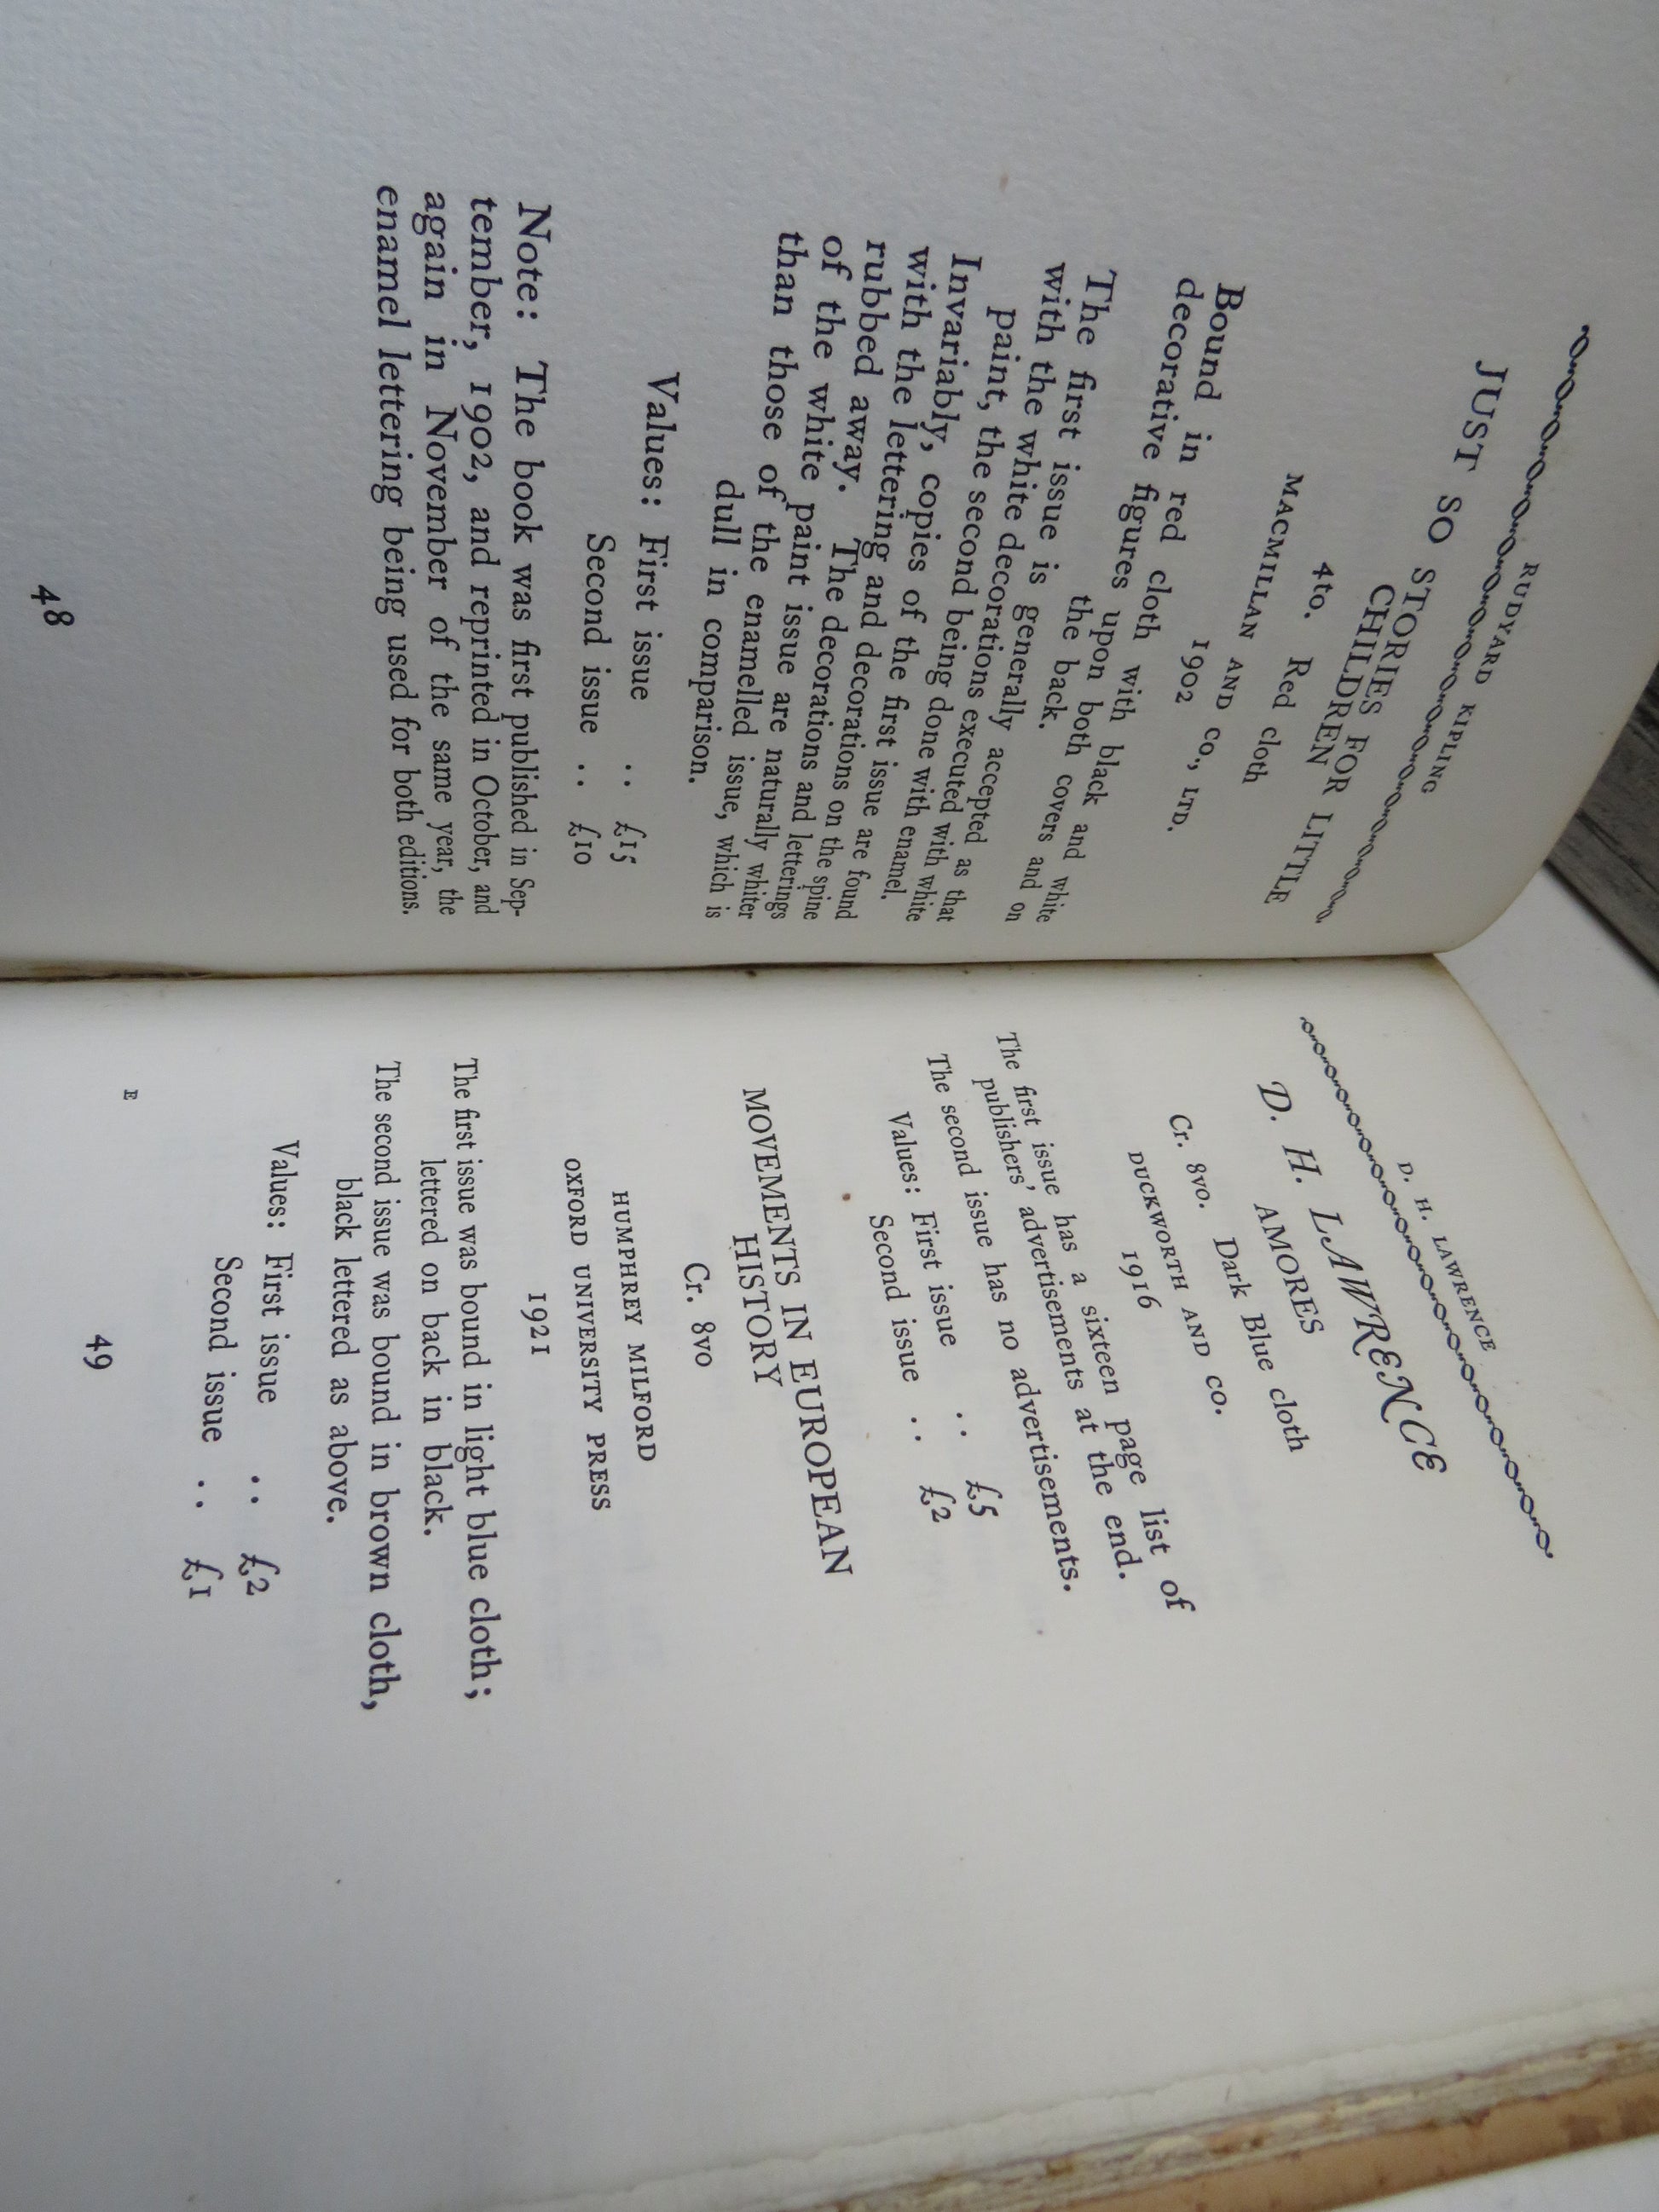 RUDYARD KIPLING
JUST SO STORIES FOR LITTLE
CHILDREN
4to. Red cloth
MACMILLAN AND CO., LTD.
1902
Bound in red cloth with black and white
decorative figures upon both covers and on
the back.
The first issue is generally accepted as that
with the white decorations executed with white
paint, the second being done with enamel.
Invariably, copies of the first issue are found
with the lettering and decorations on the spine
rubbed away. The decorations and letterings
of the white paint issue are naturally whiter
than those of the enamelled issue, which is
dull in comparison.
Values: First issue .. £15
Second issue .. £10
Note: The book was first published in Sep-
tember, 1902, and reprinted in October, and
again in November of the same year, the
enamel lettering being used for both editions.
48
D. H. LAWRENCE
D. H. LAWRENCE
AMORES
Cr. 8vo. Dark Blue cloth
DUCKWORTH AND CO.
1916
The first issue has a sixteen page list of
publishers' advertisements at the end.
The second issue has no advertisements.
Values: First issue .. £5
Second issue .. £2
MOVEMENTS IN EUROPEAN
HISTORY
Cr. 8vo
HUMPHREY MILFORD
OXFORD UNIVERSITY PRESS
1921
The first issue was bound in light blue cloth;
lettered on back in black.
The second issue was bound in brown cloth,
black lettered as above.
Values: First issue .. £2
Second issue .. £1
E
49